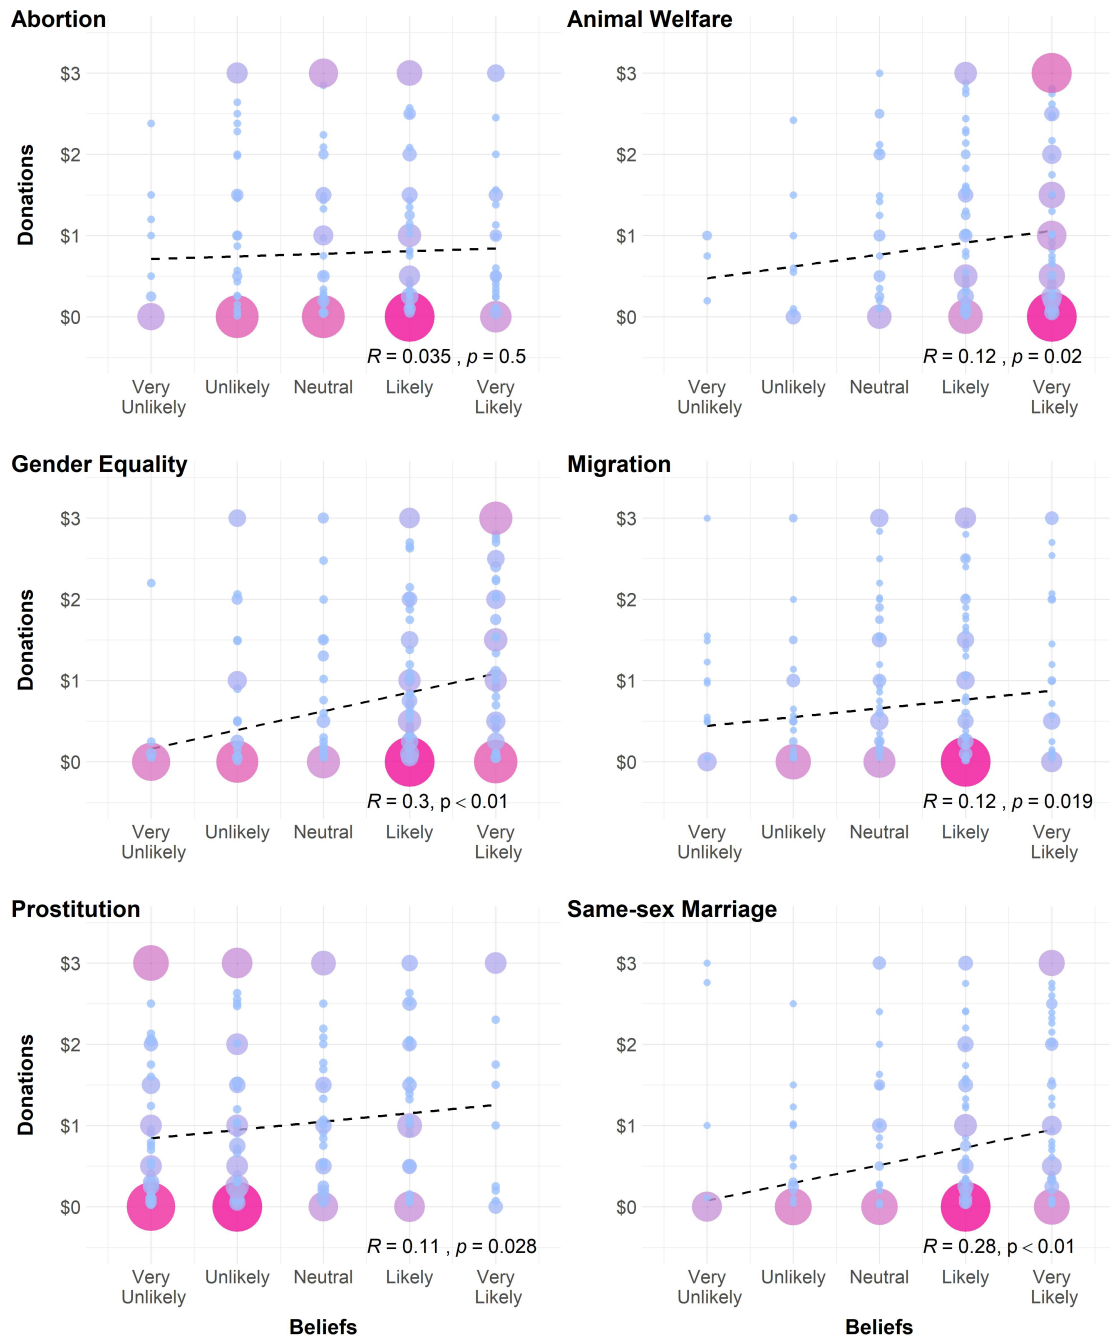 Abortion
Donations
$3
$2
$1
$0
R = 0.035 , p = 0.5
Very Unlikely Neutral Likely Very
Unlikely Likely
Animal Welfare
$3
$2
$1
$0
R = 0.12 , p = 0.02
Very Unlikely Neutral Likely Very
Unlikely Likely
Gender Equality
Donations
$3
$2
$1
$0
R = 0.3, p < 0.01
Very Unlikely Neutral Likely Very
Unlikely Likely
Migration
$3
$2
$1
$0
R = 0.12 , p = 0.019
Very Unlikely Neutral Likely Very
Unlikely Likely
Prostitution
Donations
$3
$2
$1
$0
R = 0.11 , p = 0.028
Very Unlikely Neutral Likely Very
Unlikely Likely
Beliefs
Same-sex Marriage
$3
$2
$1
$0
R = 0.28, p < 0.01
Very Unlikely Neutral Likely Very
Unlikely Likely
Beliefs